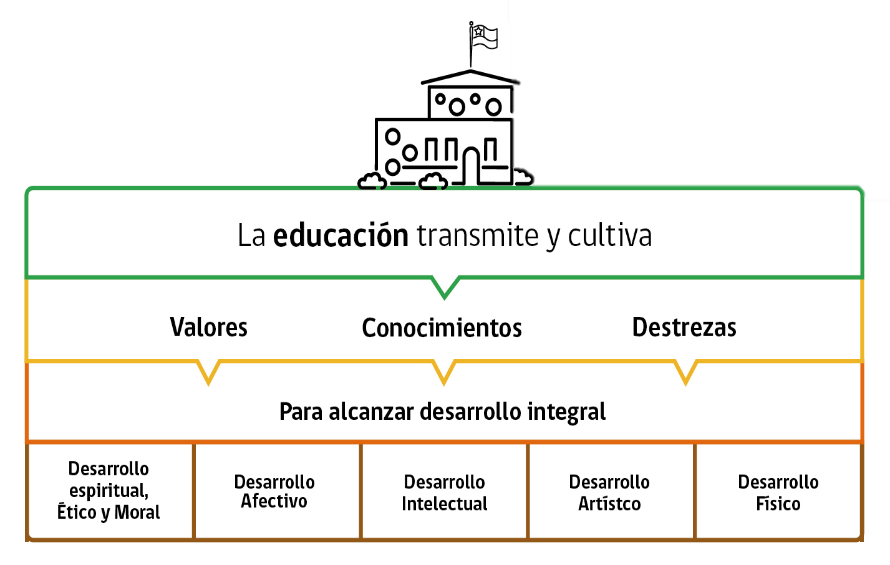 La educación transmite y cultiva
Valores
Conocimientos
Destrezas
Para alcanzar desarrollo integral
Desarrollo
espiritual,
Ético y Moral
Desarrollo
Afectivo
Desarrollo
Intelectual
Desarrollo
Artístco
Desarrollo
Físico